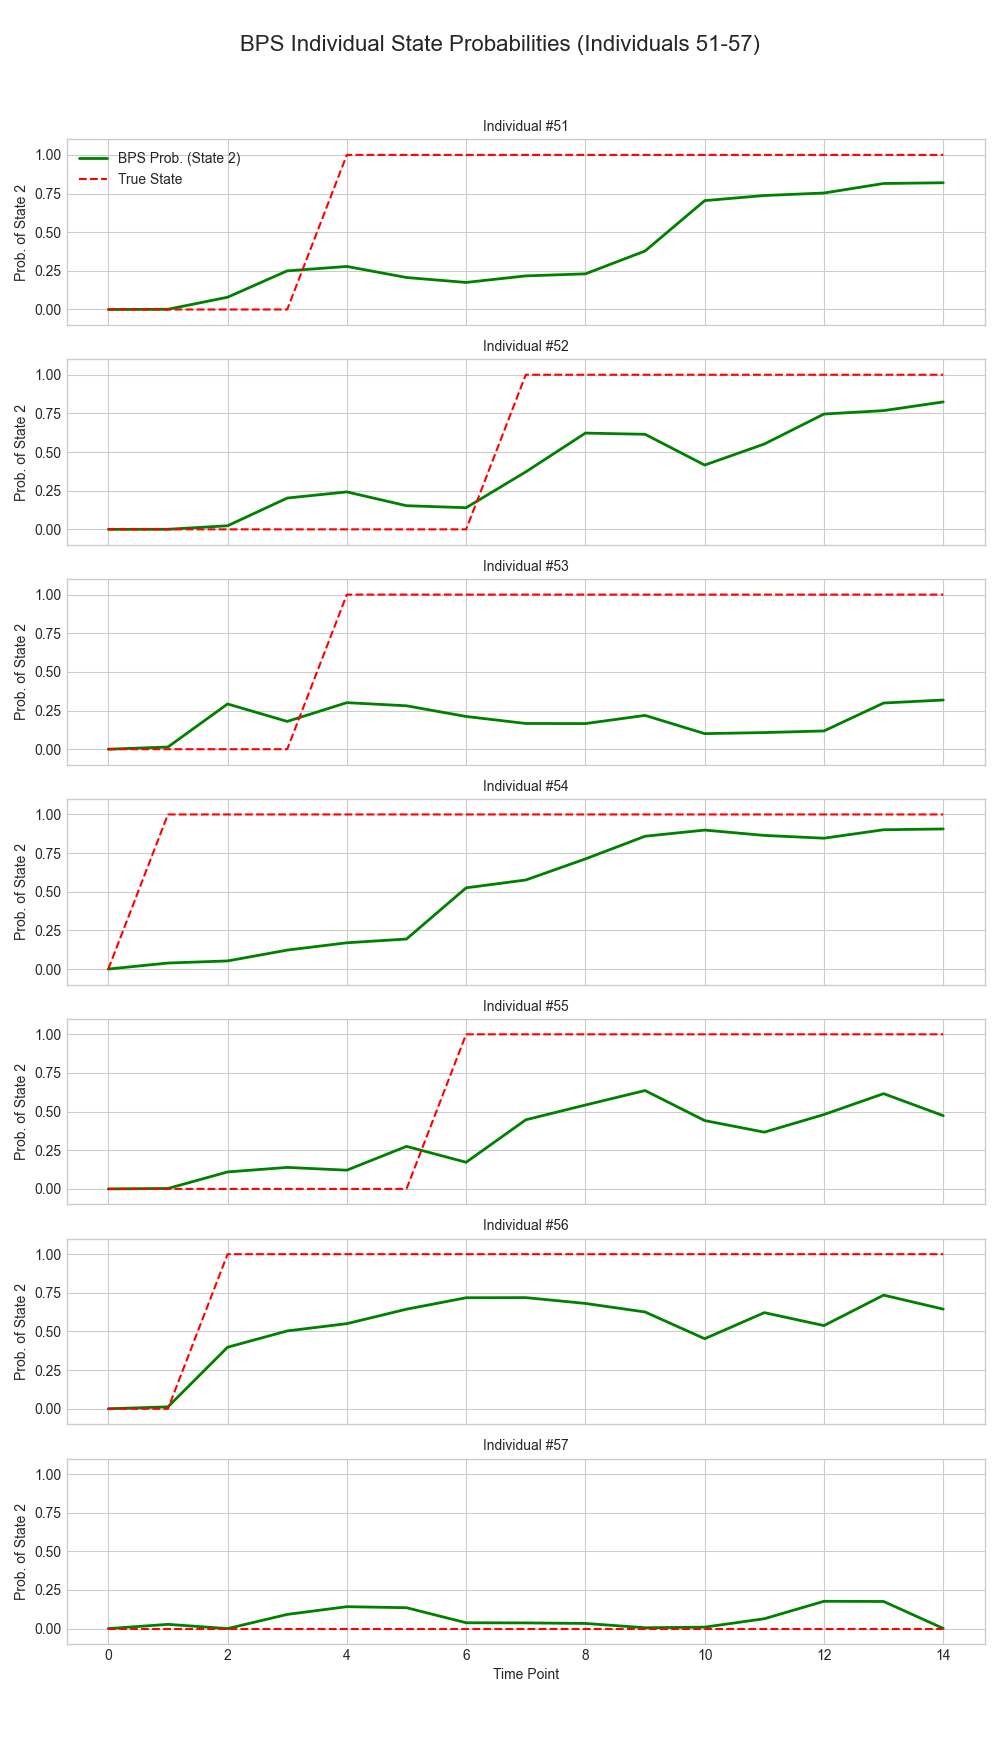 BPS Individual State Probabilities (Individuals 51-57)
Individual #51
BPS Prob. (State 2)
True State
Prob. of State 2
1.00
0.75
0.50
0.25
0.00
Individual #52
Prob. of State 2
1.00
0.75
0.50
0.25
0.00
Individual #53
Prob. of State 2
1.00
0.75
0.50
0.25
0.00
Individual #54
Prob. of State 2
1.00
0.75
0.50
0.25
0.00
Individual #55
Prob. of State 2
1.00
0.75
0.50
0.25
0.00
Individual #56
Prob. of State 2
1.00
0.75
0.50
0.25
0.00
Individual #57
Prob. of State 2
1.00
0.75
0.50
0.25
0.00
0 2 4 6 8 10 12 14
Time Point